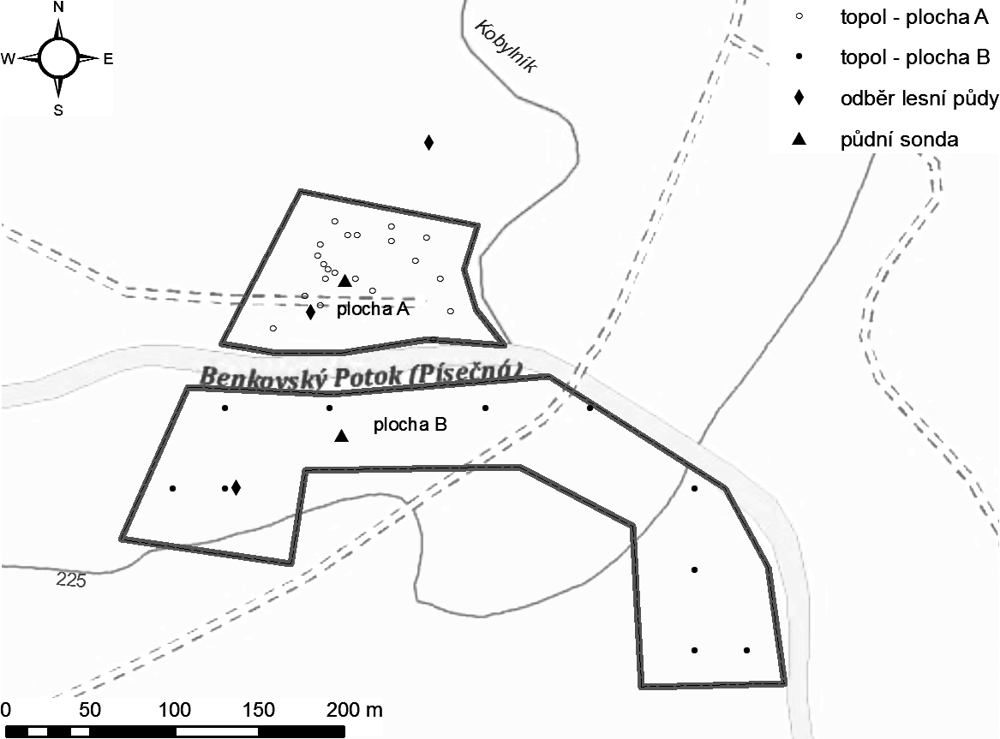 N
W
E
S
Kobylník
topol - plocha A
topol - plocha B
odběr lesní půdy
půdní sonda
plocha A
Benkovský Potok (Písečná)
plocha B
225
0 50 100 150 200 m